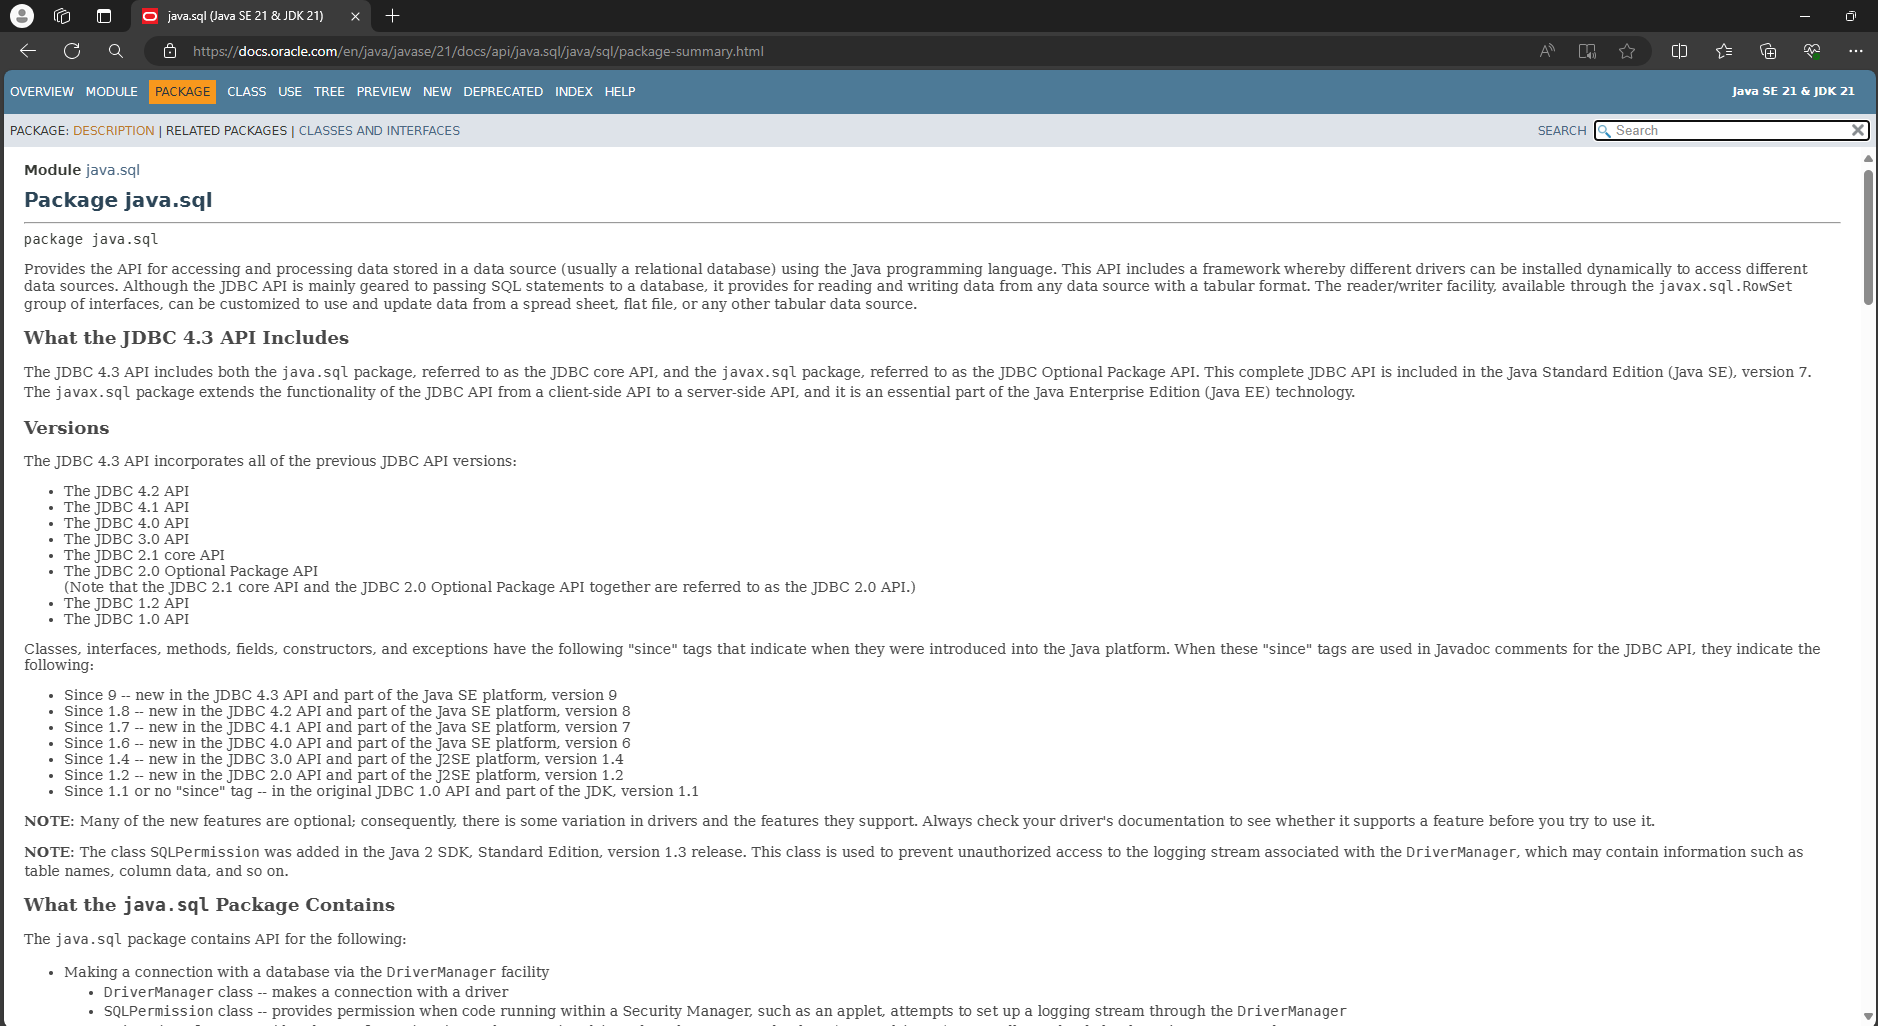 java.sql (Java SE 21 & JDK 21)
https://docs.oracle.com/en/java/javase/21/docs/api/java.sql/java/sql/package-summary.html
OVERVIEW MODULE PACKAGE CLASS USE TREE PREVIEW NEW DEPRECATED INDEX HELP
Java SE 21 & JDK 21
PACKAGE: DESCRIPTION | RELATED PACKAGES | CLASSES AND INTERFACES
SEARCH Search
Module java.sql
Package java.sql
package java.sql
Provides the API for accessing and processing data stored in a data source (usually a relational database) using the Java programming language. This API includes a framework whereby different drivers can be installed dynamically to access different
data sources. Although the JDBC API is mainly geared to passing SQL statements to a database, it provides for reading and writing data from any data source with a tabular format. The reader/writer facility, available through the javax.sql.RowSet
group of interfaces, can be customized to use and update data from a spread sheet, flat file, or any other tabular data source.
What the JDBC 4.3 API Includes
The JDBC 4.3 API includes both the java.sql package, referred to as the JDBC core API, and the javax.sql package, referred to as the JDBC Optional Package API. This complete JDBC API is included in the Java Standard Edition (Java SE), version 7.
The javax.sql package extends the functionality of the JDBC API from a client-side API to a server-side API, and it is an essential part of the Java Enterprise Edition (Java EE) technology.
Versions
The JDBC 4.3 API incorporates all of the previous JDBC API versions:
• The JDBC 4.2 API
• The JDBC 4.1 API
• The JDBC 4.0 API
• The JDBC 3.0 API
• The JDBC 2.1 core API
• The JDBC 2.0 Optional Package API
(Note that the JDBC 2.1 core API and the JDBC 2.0 Optional Package API together are referred to as the JDBC 2.0 API.)
• The JDBC 1.2 API
• The JDBC 1.0 API
Classes, interfaces, methods, fields, constructors, and exceptions have the following "since" tags that indicate when they were introduced into the Java platform. When these "since" tags are used in Javadoc comments for the JDBC API, they indicate the
following:
• Since 9 -- new in the JDBC 4.3 API and part of the Java SE platform, version 9
• Since 1.8 -- new in the JDBC 4.2 API and part of the Java SE platform, version 8
• Since 1.7 -- new in the JDBC 4.1 API and part of the Java SE platform, version 7
• Since 1.6 -- new in the JDBC 4.0 API and part of the Java SE platform, version 6
• Since 1.4 -- new in the JDBC 3.0 API and part of the J2SE platform, version 1.4
• Since 1.2 -- new in the JDBC 2.0 API and part of the J2SE platform, version 1.2
• Since 1.1 or no "since" tag -- in the original JDBC 1.0 API and part of the JDK, version 1.1
NOTE: Many of the new features are optional; consequently, there is some variation in drivers and the features they support. Always check your driver's documentation to see whether it supports a feature before you try to use it.
NOTE: The class SQLPermission was added in the Java 2 SDK, Standard Edition, version 1.3 release. This class is used to prevent unauthorized access to the logging stream associated with the DriverManager, which may contain information such as
table names, column data, and so on.
What the java.sql Package Contains
The java.sql package contains API for the following:
• Making a connection with a database via the DriverManager facility
• DriverManager class -- makes a connection with a driver
• SQLPermission class -- provides permission when code running within a Security Manager, such as an applet, attempts to set up a logging stream through the DriverManager